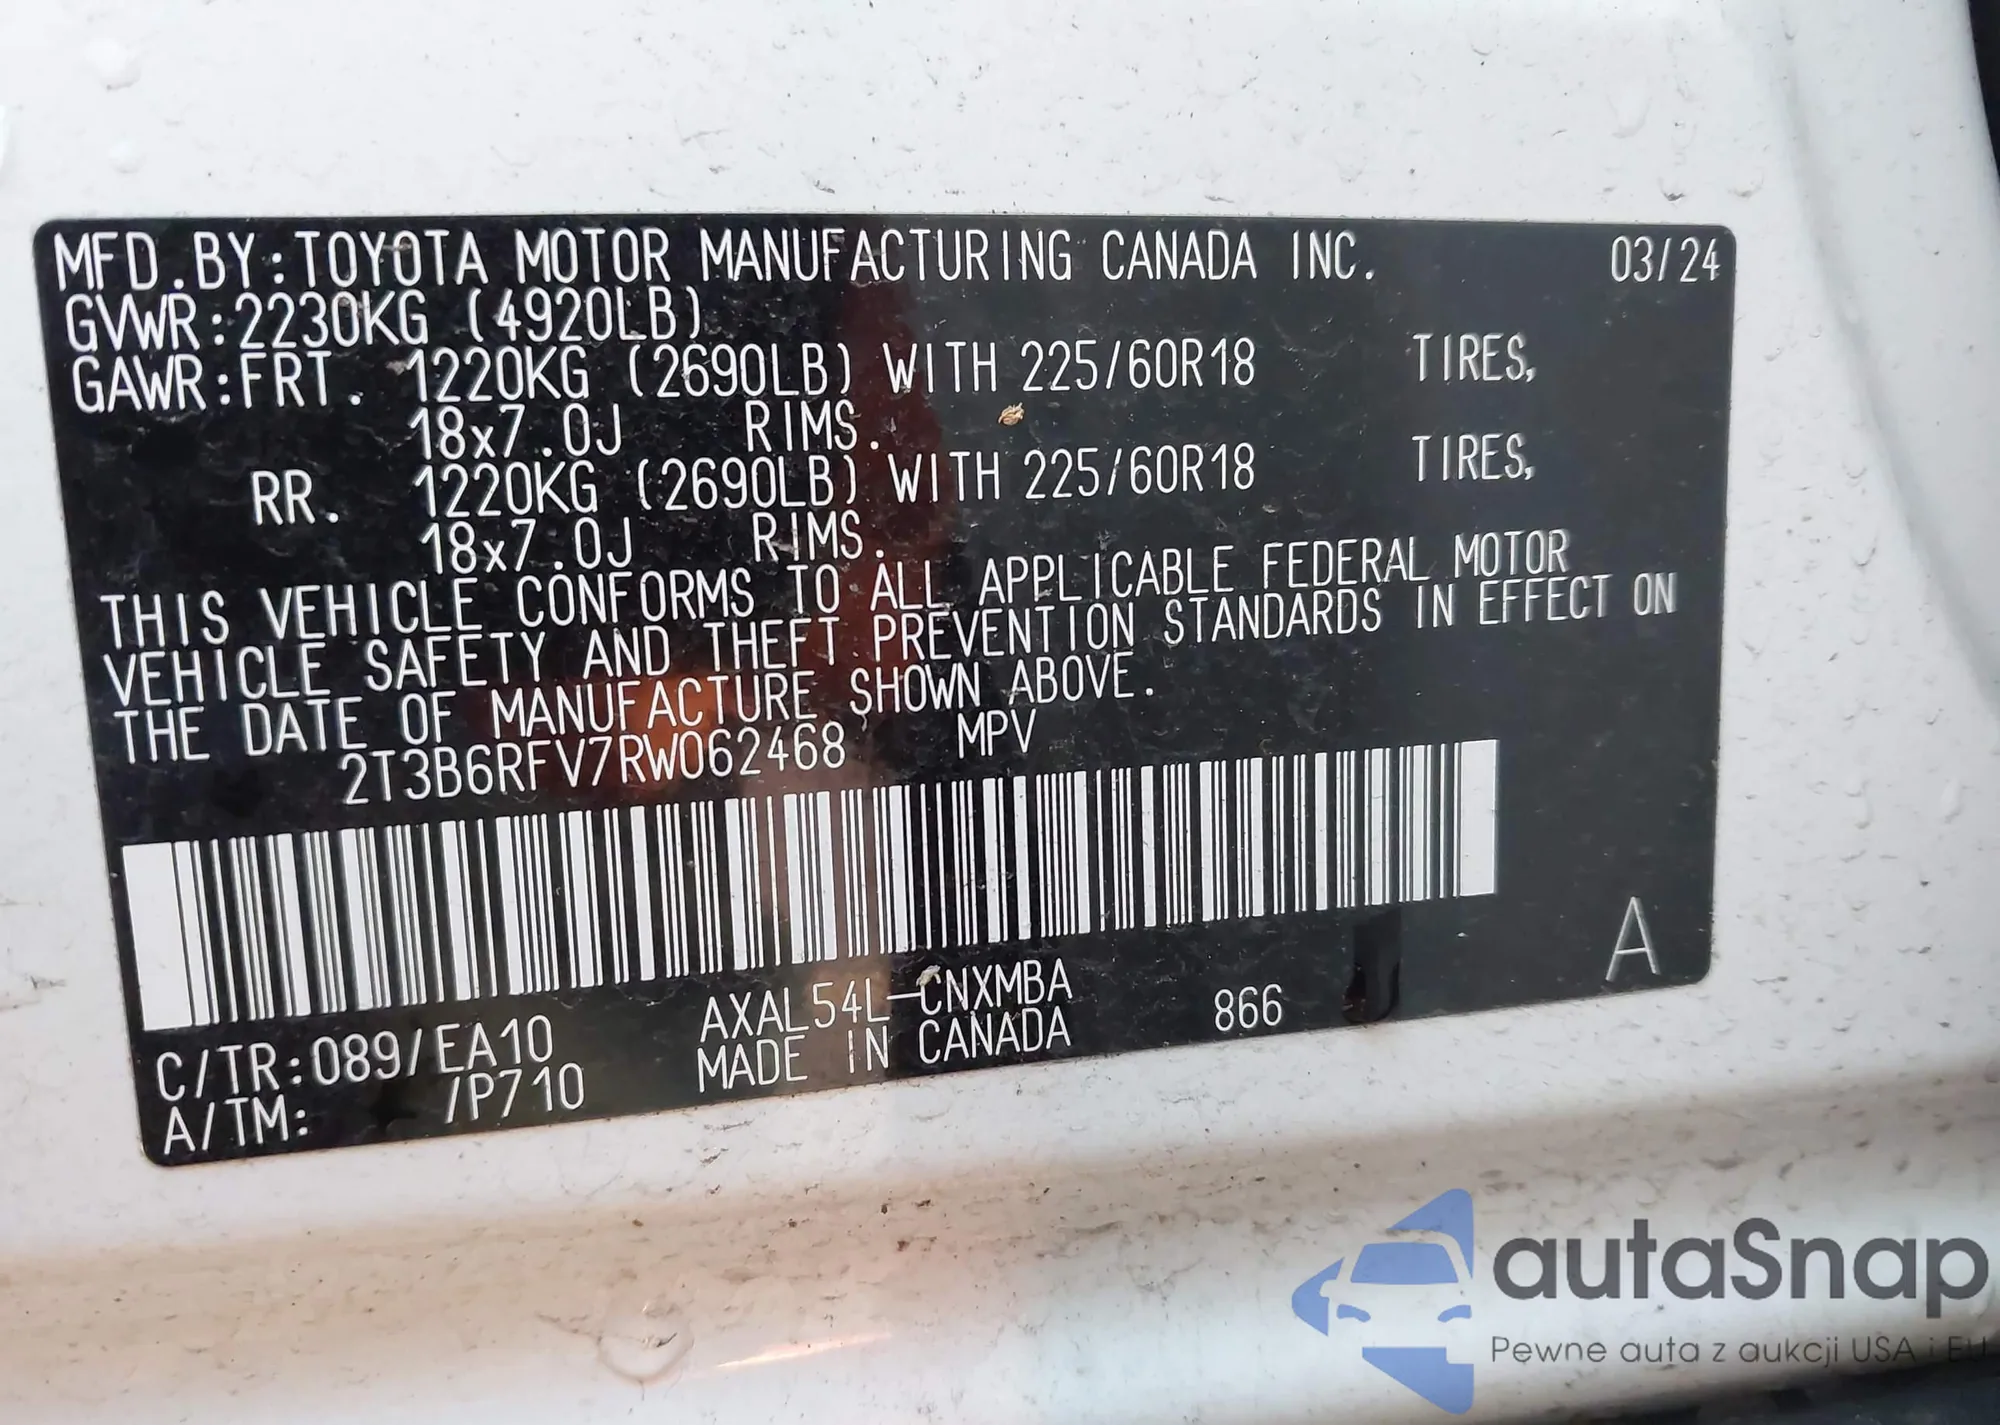 MFD.BY:TOYOTA MOTOR MANUFACTURING CANADA INC. 03/24
GVWR:2230KG (4920LB)
GAWR:FRT. 1220KG (2690LB) WITH 225/60R18 TIRES,
18x7.0J RIMS.
RR. 1220KG (2690LB) WITH 225/60R18 TIRES,
18x7.0J RIMS.
THIS VEHICLE CONFORMS TO ALL APPLICABLE FEDERAL MOTOR
VEHICLE SAFETY AND THEFT PREVENTION STANDARDS IN EFFECT ON
THE DATE OF MANUFACTURE SHOWN ABOVE.
2T3B6RFV7RW062468 MPV
C/TR:089/EA10 AXAL54L-CNXMBA 866 A
A/TM: /P710 MADE IN CANADA
autaSnap
Pewne auta z aukcji USA i EU